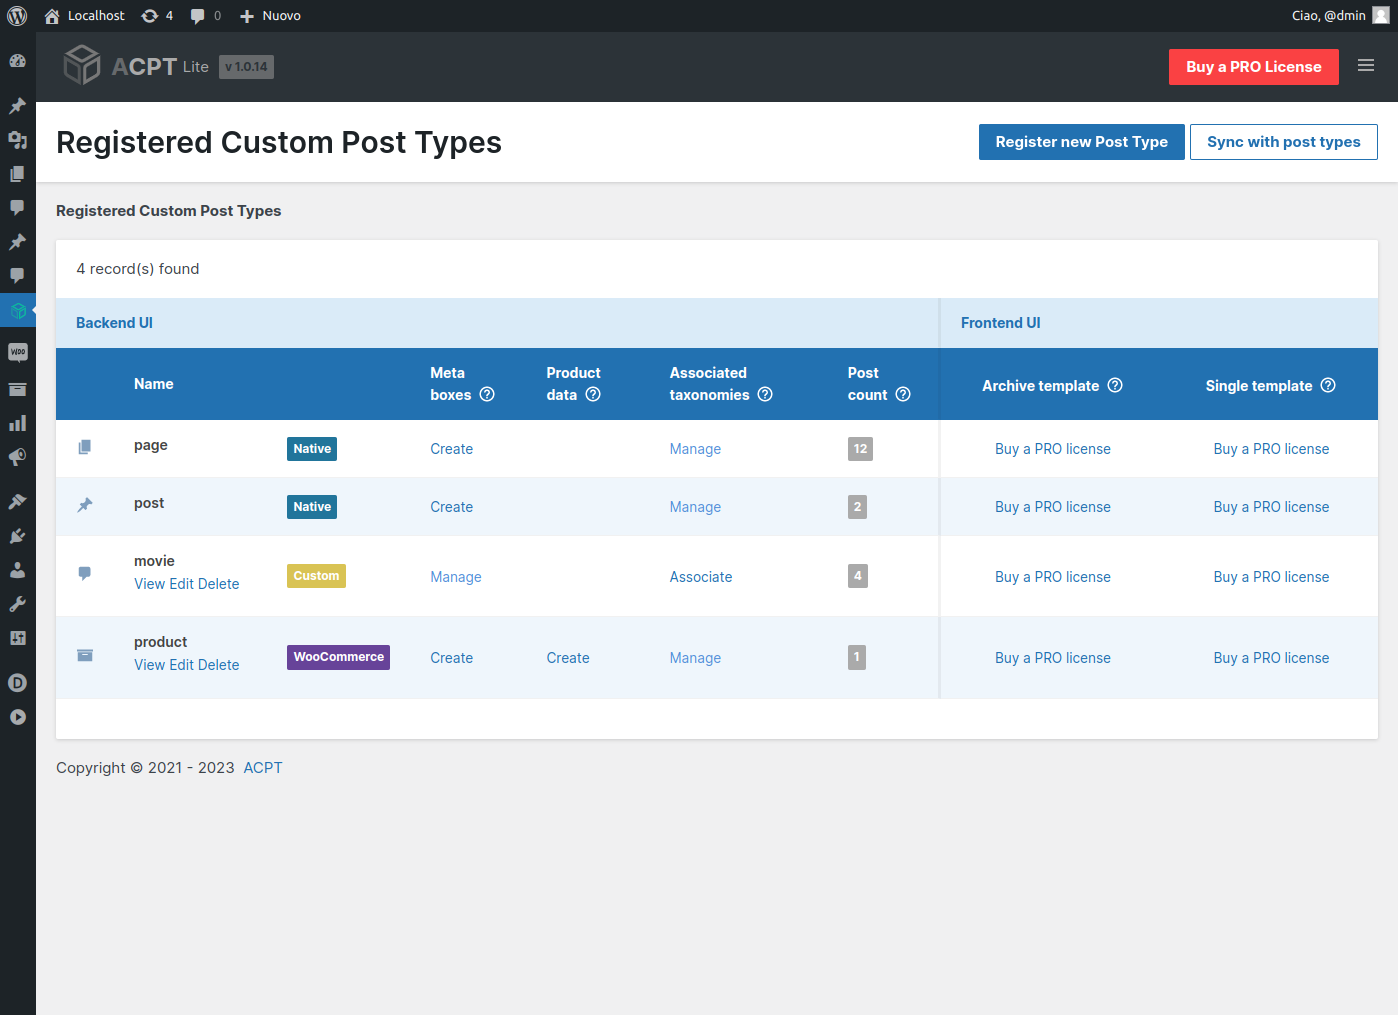 Localhost 4 0 Nuovo Ciao, @dmin
ACPT Lite v 1.0.14 Buy a PRO License
Registered Custom Post Types Register new Post Type Sync with post types
Registered Custom Post Types
4 record(s) found
Backend UI Frontend UI
Name Meta boxes Product data Associated taxonomies Post count Archive template Single template
page Native Create Manage 12 Buy a PRO license Buy a PRO license
post Native Create Manage 2 Buy a PRO license Buy a PRO license
movie
View Edit Delete Custom Manage Associate 4 Buy a PRO license Buy a PRO license
product
View Edit Delete WooCommerce Create Create Manage 1 Buy a PRO license Buy a PRO license
Copyright © 2021 - 2023 ACPT
Woo
D